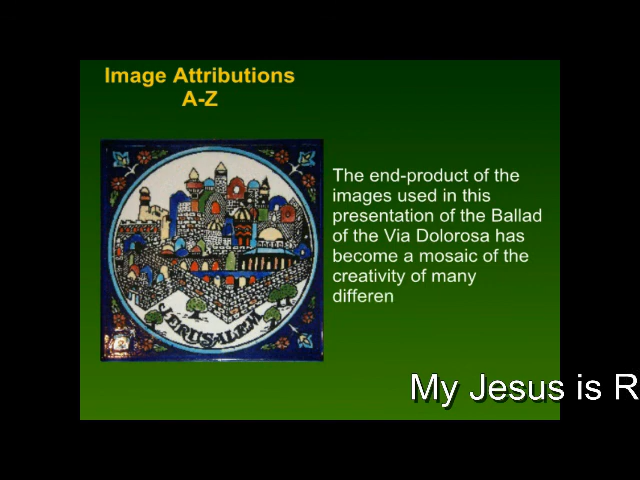 Image Attributions
A-Z
The end-product of the
images used in this
presentation of the Ballad
of the Via Dolorosa has
become a mosaic of the
creativity of many
differen
JERUSALEM
My Jesus is R